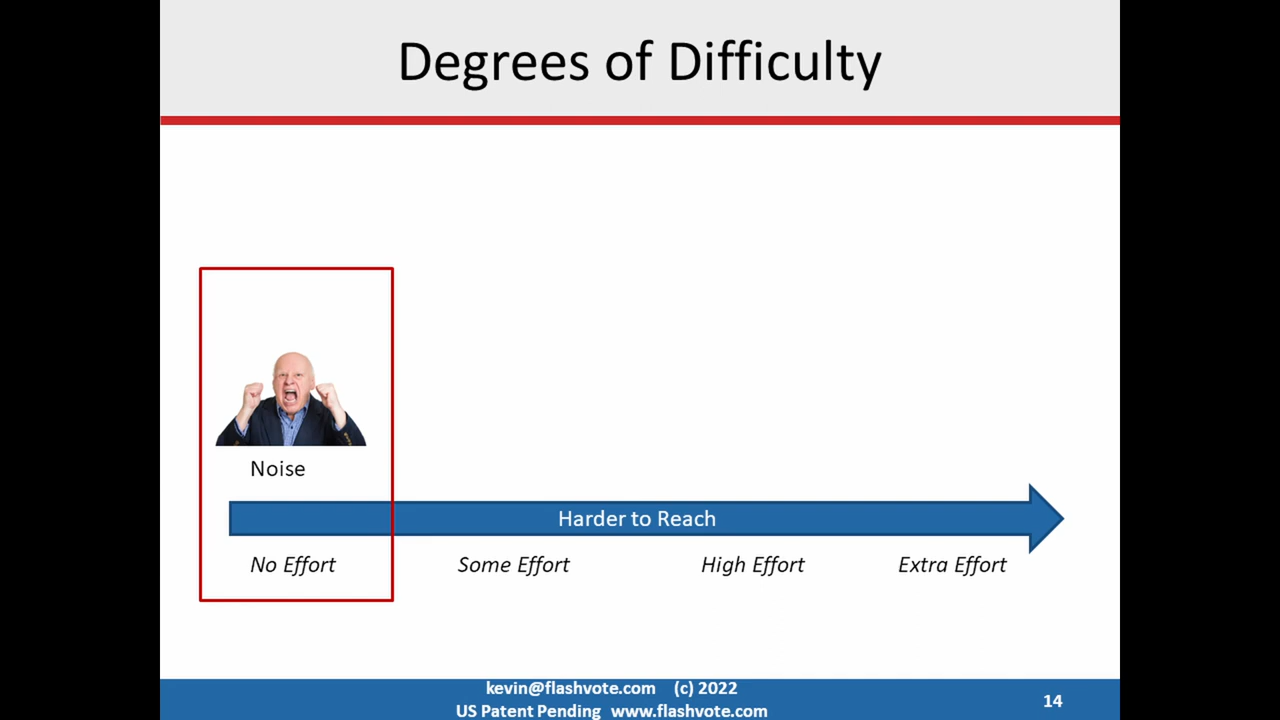 Degrees of Difficulty
Noise
Harder to Reach
No Effort
Some Effort
High Effort
Extra Effort
kevin@flashvote.com (c) 2022
US Patent Pending www.flashvote.com
14